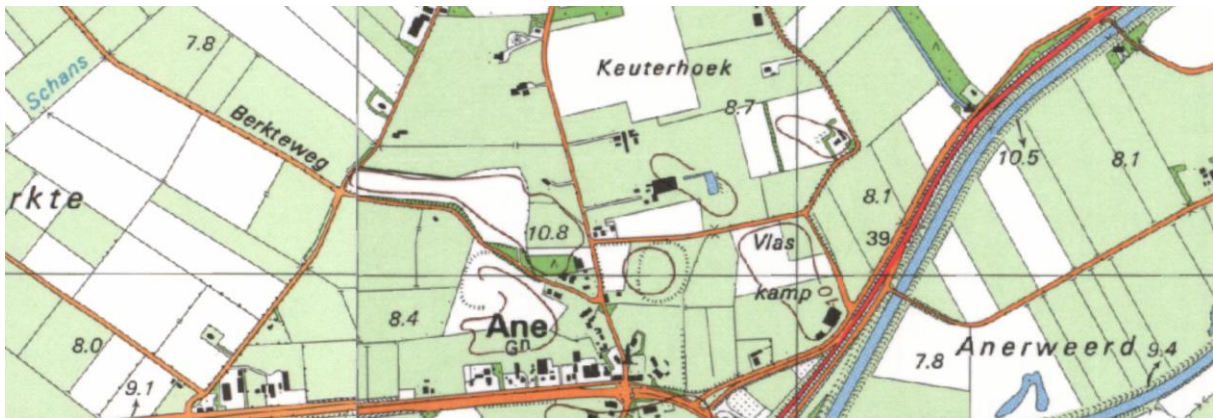 7.8
Schans
Keuterhoek
8.7
Berkteweg
10.5
8.1
rkte
8.1
10.8
Vlas
39
kamp
10
8.4
Ane
Gn
8.0
Anerweerd
9.4
7.8
9.1